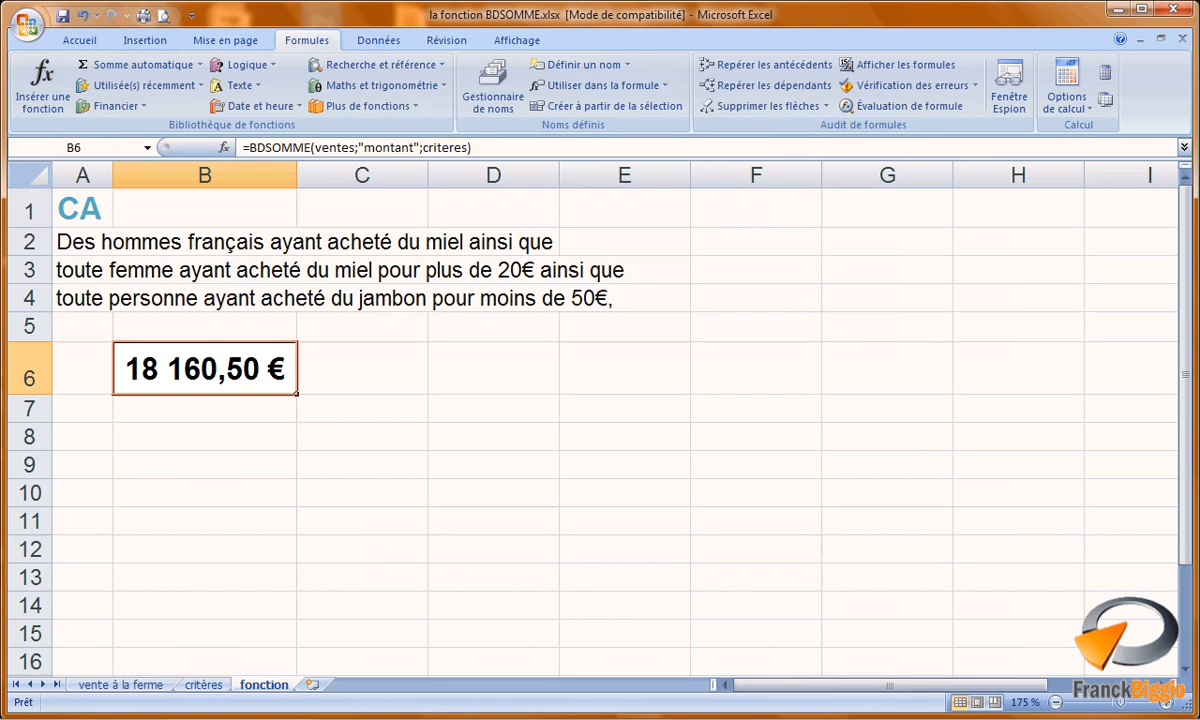 la fonction BDSOMME.xlsx [Mode de compatibilité] - Microsoft Excel
Accueil Insertion Mise en page Formules Données Révision Affichage
fx Insérer une fonction
Σ Somme automatique
Utilisée(s) récemment
Financier
Logique
Texte
Date et heure
Recherche et référence
Maths et trigonométrie
Plus de fonctions
Bibliothèque de fonctions
Gestionnaire de noms
Définir un nom
Utiliser dans la formule
Créer à partir de la sélection
Noms définis
Repérer les antécédents
Repérer les dépendants
Supprimer les flèches
Afficher les formules
Vérification des erreurs
Évaluation de formule
Audit de formules
Fenêtre Espion
Options de calcul
Calcul
B6 fx =BDSOMME(ventes;"montant";criteres)
A B C D E F G H I
1 CA
2 Des hommes français ayant acheté du miel ainsi que
3 toute femme ayant acheté du miel pour plus de 20€ ainsi que
4 toute personne ayant acheté du jambon pour moins de 50€,
5
6 18 160,50 €
7
8
9
10
11
12
13
14
15
16
FranckBiggio
vente à la ferme critères fonction
Prêt 175 %